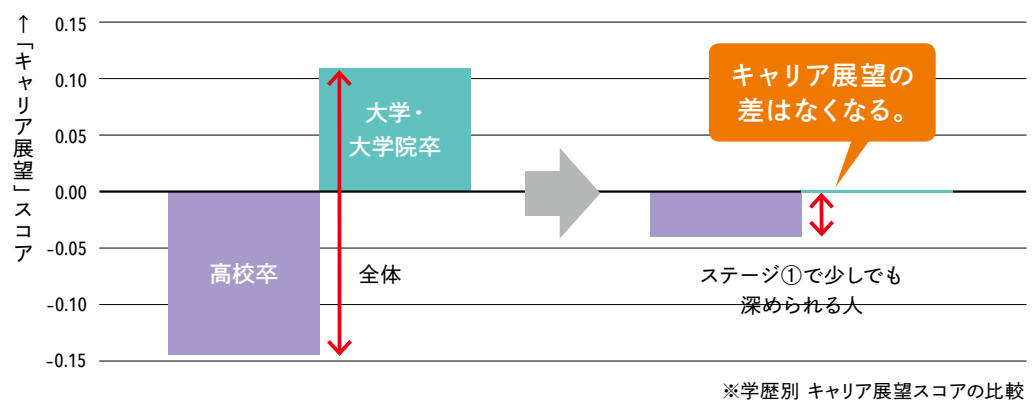 ↑「キャリア展望」スコア
0.15
0.10
0.05
0.00
-0.05
-0.10
-0.15
大学・
大学院卒
高校卒
全体
キャリア展望の
差はなくなる。
ステージ①で少しでも
深められる人
※学歴別 キャリア展望スコアの比較